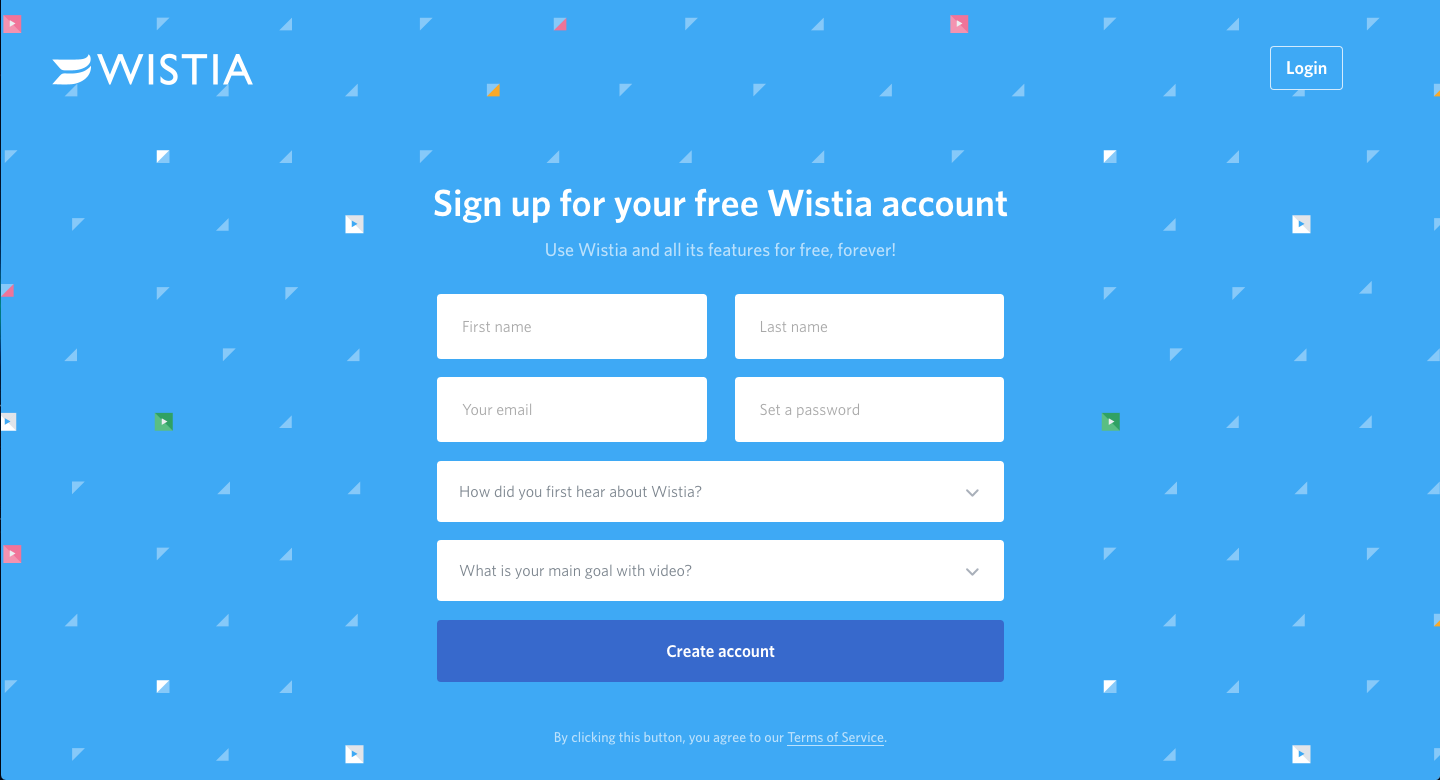 WISTIA
Login
Sign up for your free Wistia account
Use Wistia and all its features for free, forever!
First name
Last name
Your email
Set a password
How did you first hear about Wistia?
What is your main goal with video?
Create account
By clicking this button, you agree to our Terms of Service.